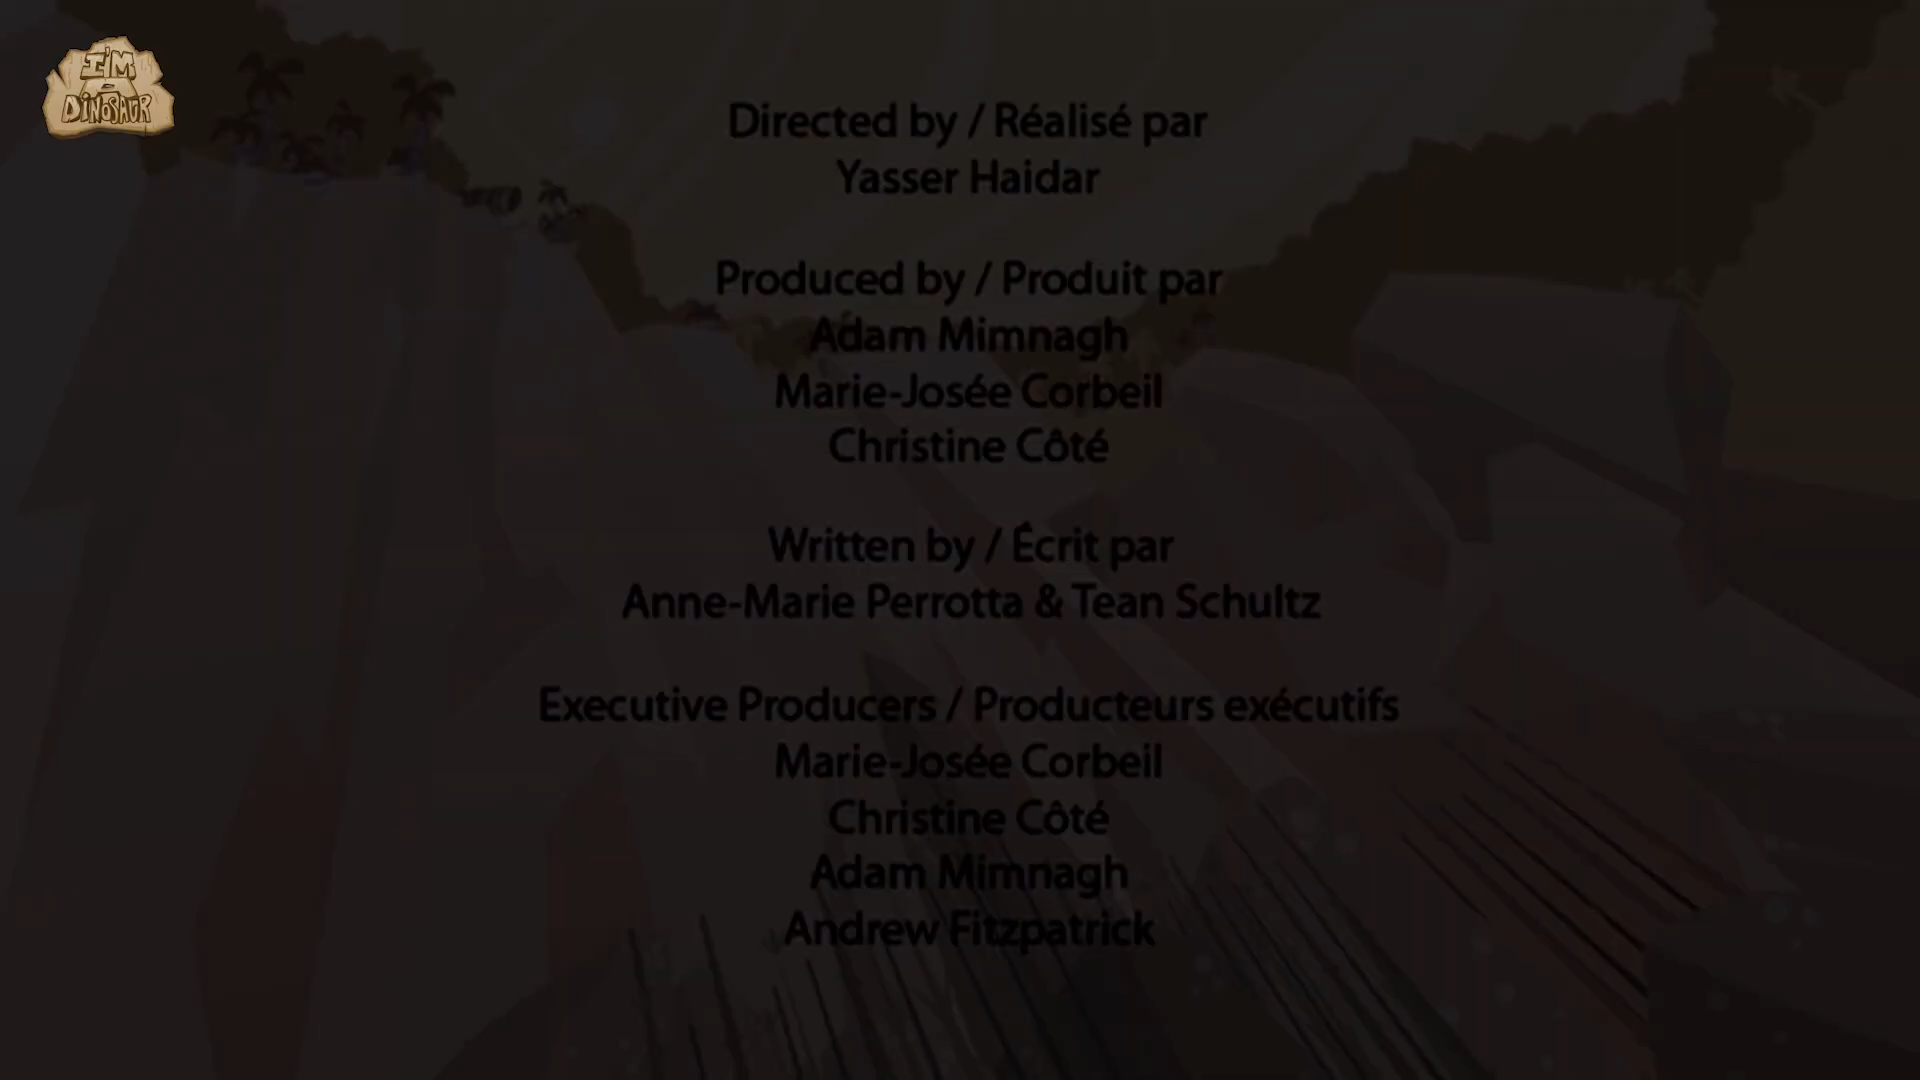 I'M
A
DINOSAUR
Directed by / Réalisé par
Yasser Haidar
Produced by / Produit par
Adam Mimnagh
Marie-Josée Corbeil
Christine Côté
Written by / Écrit par
Anne-Marie Perrotta & Tean Schultz
Executive Producers / Producteurs exécutifs
Marie-Josée Corbeil
Christine Côté
Adam Mimnagh
Andrew Fitzpatrick